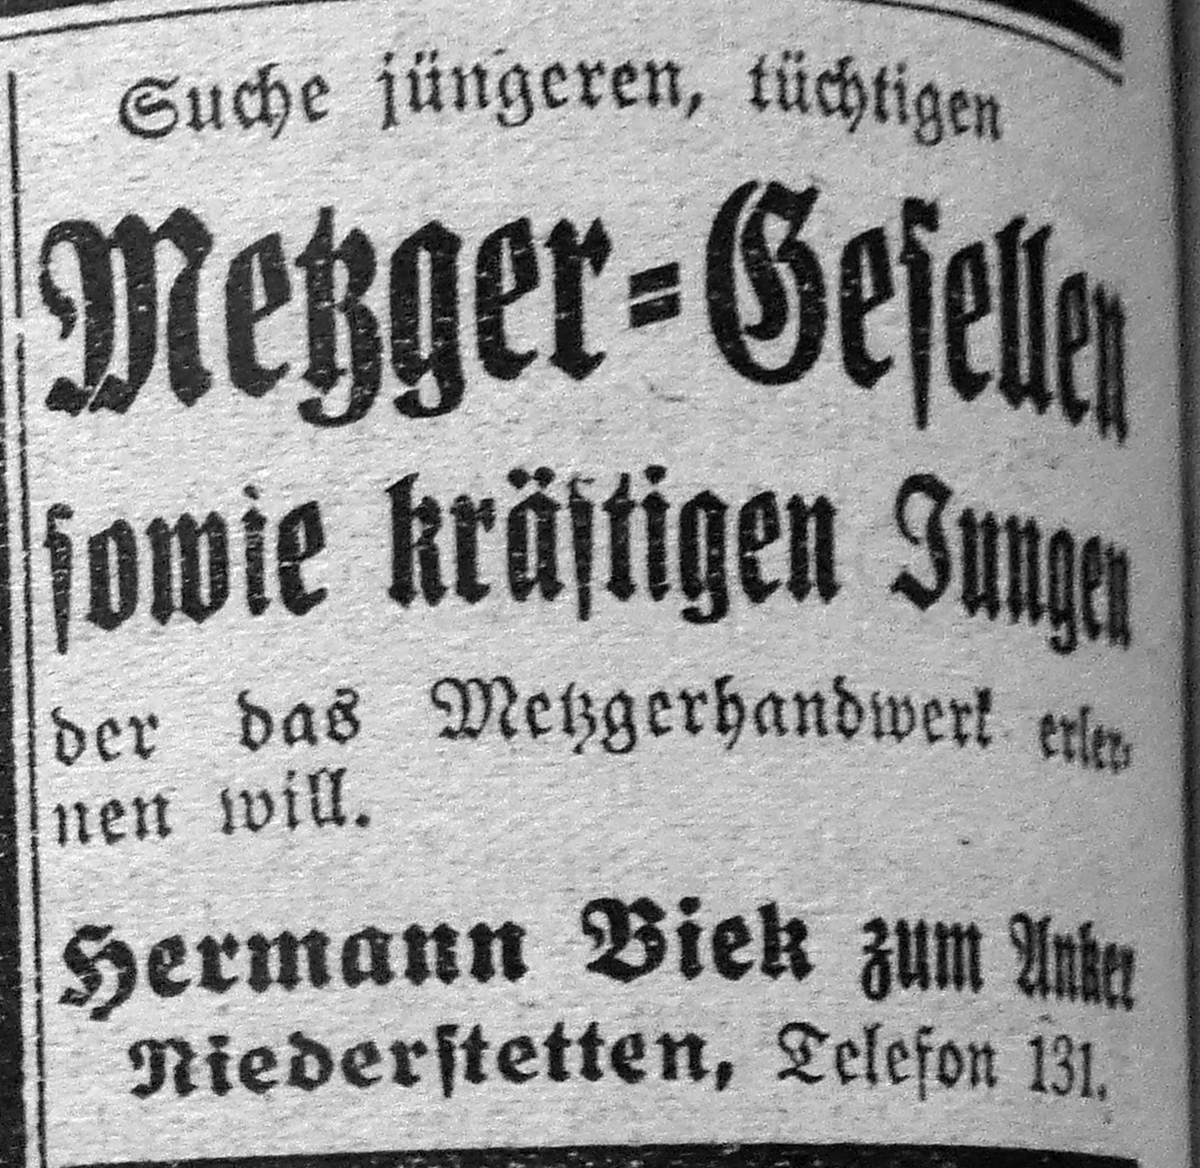 Suche jüngeren, tüchtigen
Metzger-Gesellen
sowie kräftigen Jungen
der das Metzgerhandwerk erler-
nen will.
Hermann Biek zum Anker
Niederstetten, Telefon 131.